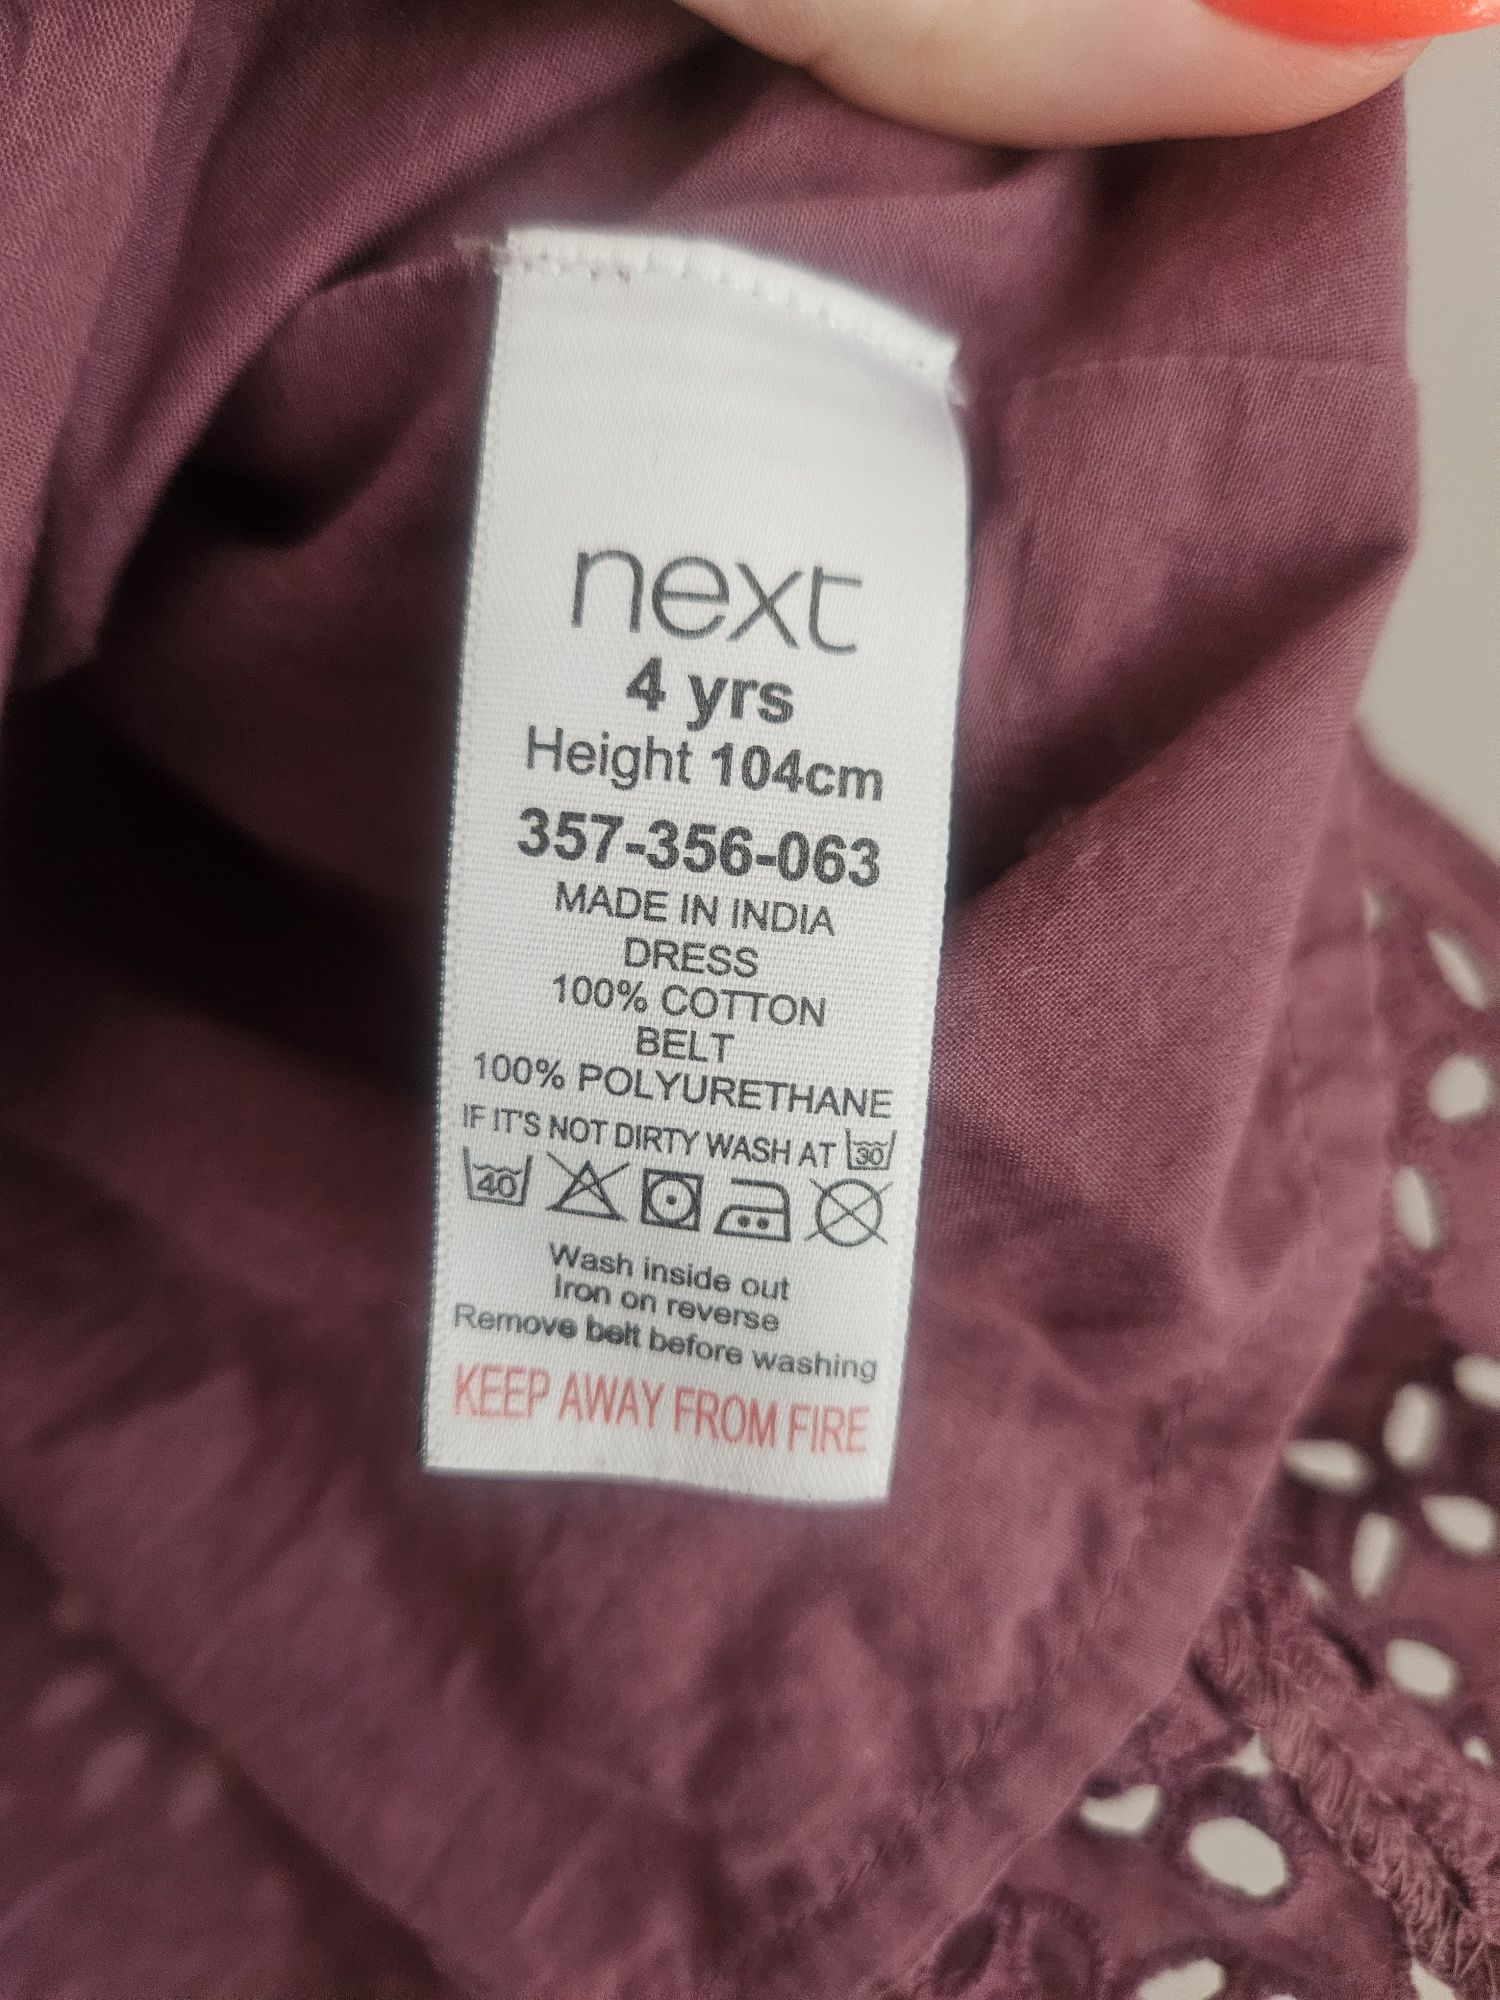 next
4 yrs
Height 104cm
357-356-063
MADE IN INDIA
DRESS
100% COTTON
BELT
100% POLYURETHANE
IF IT'S NOT DIRTY WASH AT 30
40
Wash inside out
Iron on reverse
Remove belt before washing
KEEP AWAY FROM FIRE